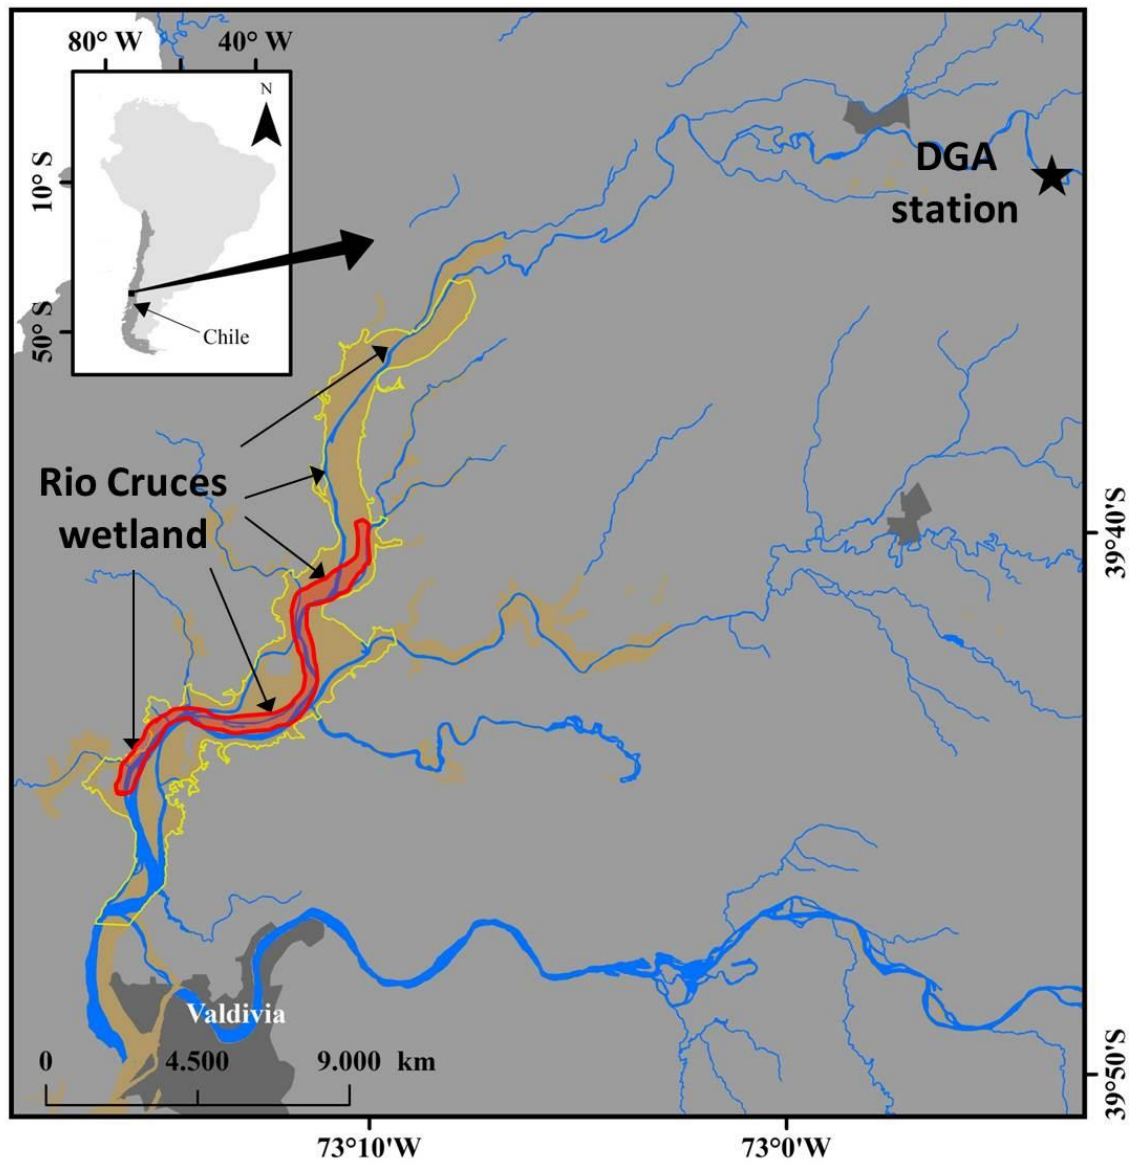 80° W
40° W
N
10° S
50° S
Chile
DGA
station
Rio Cruces
wetland
39°40'S
Valdivia
0
4.500
9.000 km
39°50'S
73°10'W
73°0'W